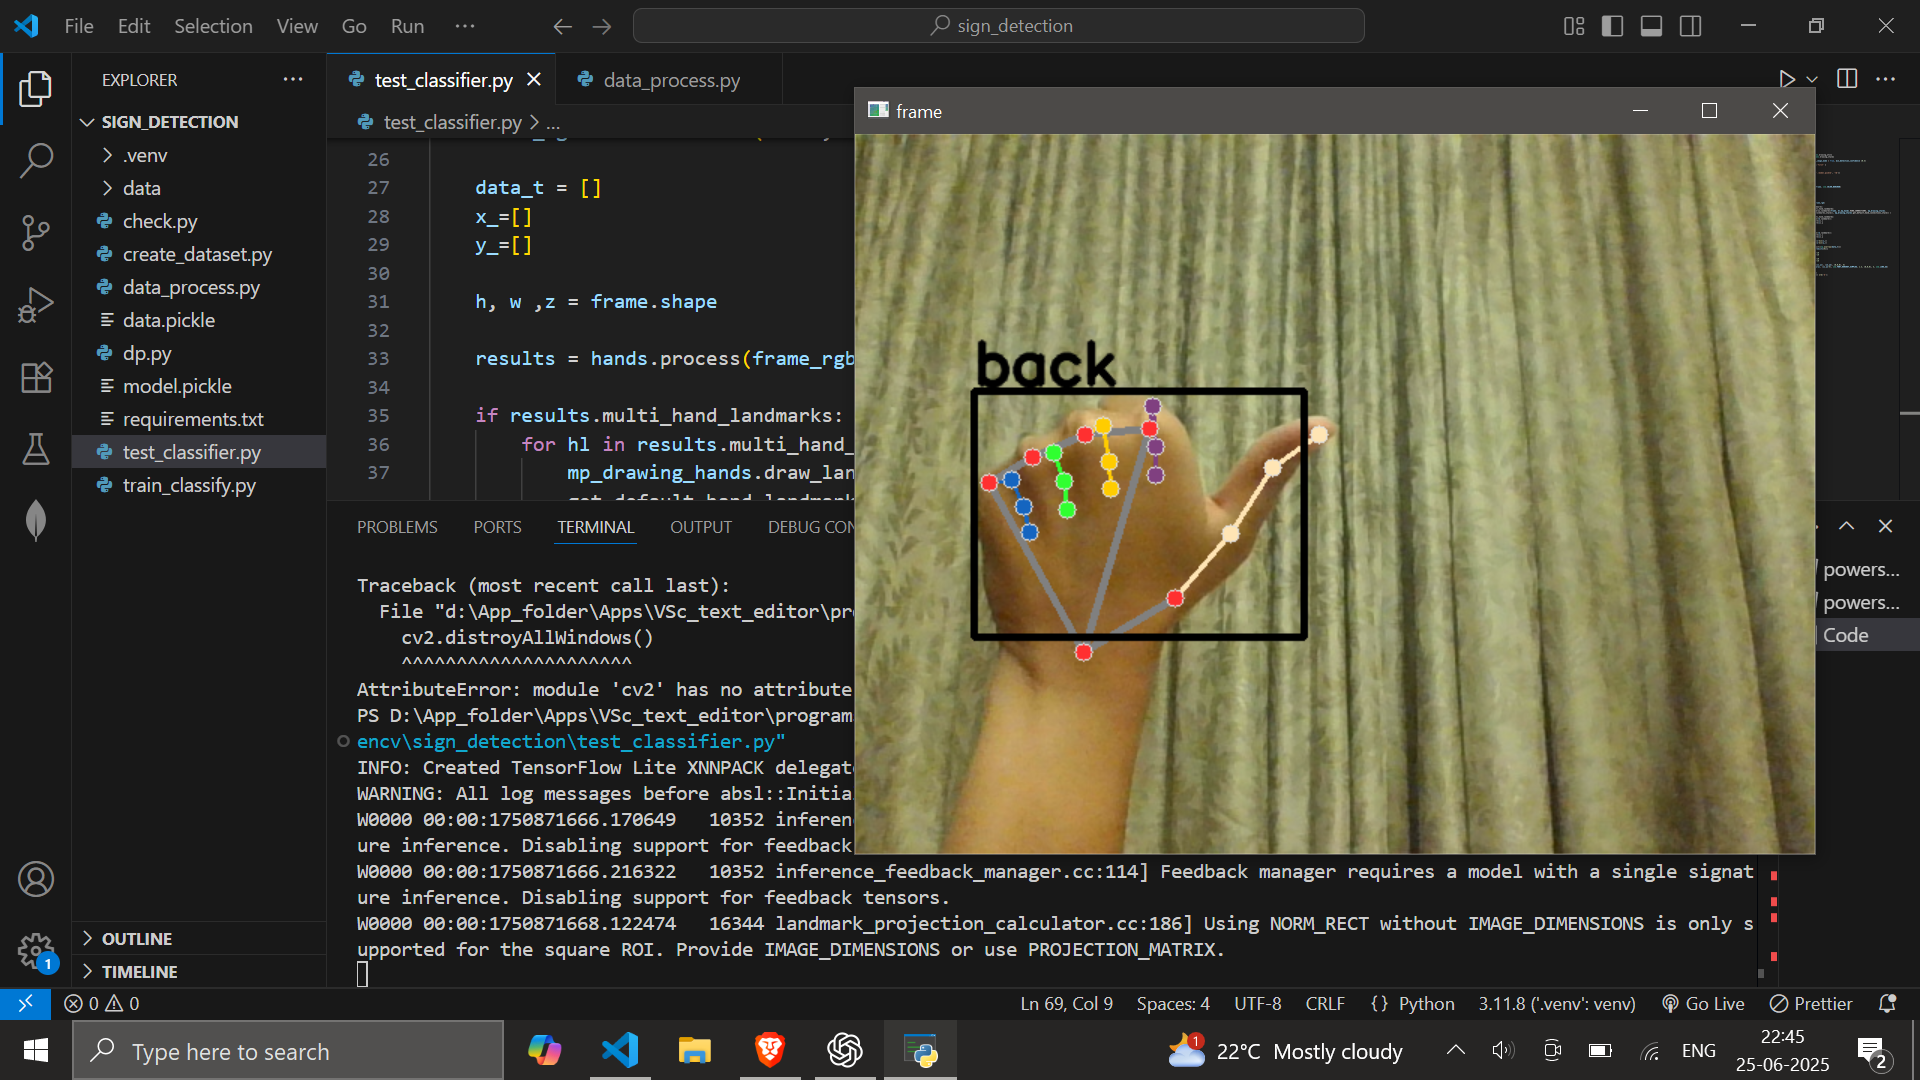 File Edit Selection View Go Run ...
sign_detection
EXPLORER
SIGN_DETECTION
.venv
data
check.py
create_dataset.py
data_process.py
data.pickle
dp.py
model.pickle
requirements.txt
test_classifier.py
train_classify.py
OUTLINE
TIMELINE
1
test_classifier.py data_process.py
test_classifier.py > ...
26
27 data_t = []
28 x_=[]
29 y_=[]
30
31 h, w ,z = frame.shape
32
33 results = hands.process(frame_rgb
34
35 if results.multi_hand_landmarks:
36 for hl in results.multi_hand_
37 mp_drawing_hands.draw_lan
frame
back
PROBLEMS PORTS TERMINAL OUTPUT DEBUG CON
Traceback (most recent call last):
File "d:\App_folder\Apps\VSc_text_editor\pro
cv2.distroyAllWindows()
^^^^^^^^^^^^^^^^^^^^^
AttributeError: module 'cv2' has no attribute
PS D:\App_folder\Apps\VSc_text_editor\program
encv\sign_detection\test_classifier.py"
INFO: Created TensorFlow Lite XNNPACK delegat
WARNING: All log messages before absl::Initia
W0000 00:00:1750871666.170649 10352 inferen
ure inference. Disabling support for feedback
W0000 00:00:1750871666.216322 10352 inference_feedback_manager.cc:114] Feedback manager requires a model with a single signat
ure inference. Disabling support for feedback tensors.
W0000 00:00:1750871668.122474 16344 landmark_projection_calculator.cc:186] Using NORM_RECT without IMAGE_DIMENSIONS is only s
upported for the square ROI. Provide IMAGE_DIMENSIONS or use PROJECTION_MATRIX.
powers...
powers...
Code
0 0
Ln 69, Col 9 Spaces: 4 UTF-8 CRLF {} Python 3.11.8 ('.venv': venv) Go Live Prettier
Type here to search
1
22°C Mostly cloudy
ENG
22:45
25-06-2025
2